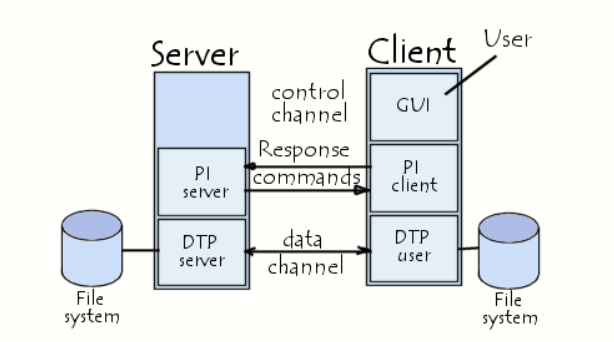 Server
Client
User
control
channel
GUI
Response
commands
PI
server
PI
client
DTP
server
data
channel
DTP
user
File
system
File
system